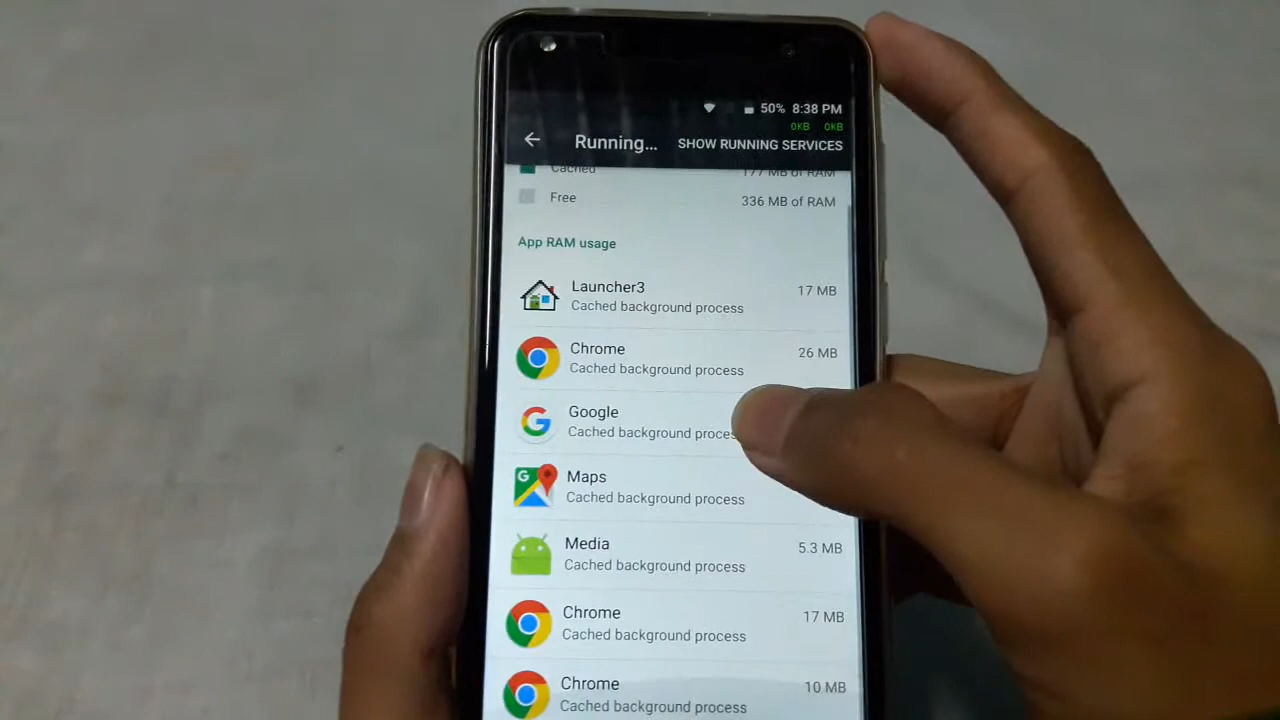 50% 8:38 PM
0KB 0KB
Running... SHOW RUNNING SERVICES
Cached 177 MB of RAM
Free 336 MB of RAM
App RAM usage
Launcher3 17 MB
Cached background process
Chrome 26 MB
Cached background process
Google
Cached background proces
Maps
Cached background process
Media 5.3 MB
Cached background process
Chrome 17 MB
Cached background process
Chrome 10 MB
Cached background process